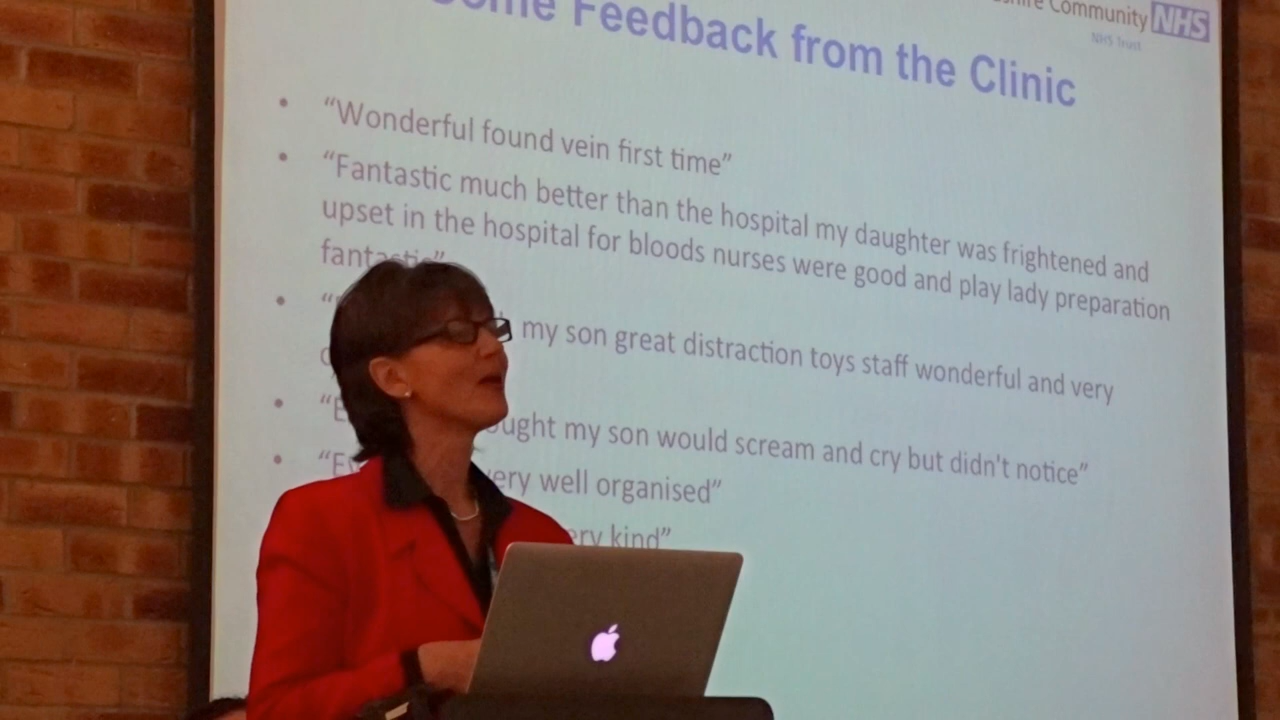 Feedback from the Clinic
Community NHS
NHS Trust
“Wonderful found vein first time”
“Fantastic much better than the hospital my daughter was frightened and
upset in the hospital for bloods nurses were good and play lady preparation
fantastic”
my son great distraction toys staff wonderful and very
my son would scream and cry but didn't notice”
well organised”
kind”